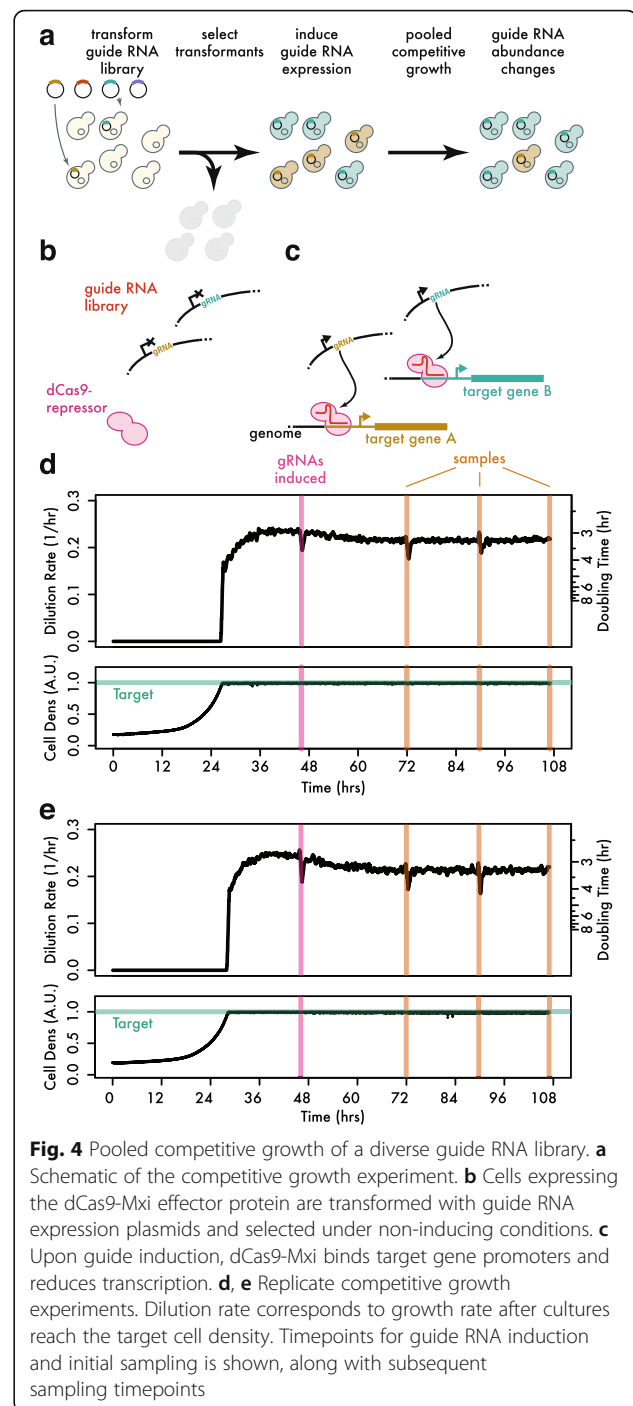 a
transform guide RNA library
select transformants
induce guide RNA expression
pooled competitive growth
guide RNA abundance changes
b
guide RNA library
gRNA
gRNA
dCas9-repressor
c
gRNA
gRNA
target gene B
genome
target gene A
d
gRNAs induced
samples
0.3
0.2
0.1
0.0
Dilution Rate (1/hr)
3
4
6
8
Doubling Time (hr)
Target
1.0
0.5
0.0
Cell Dens (A.U.)
0 12 24 36 48 60 72 84 96 108
Time (hrs)
e
0.3
0.2
0.1
0.0
Dilution Rate (1/hr)
3
4
6
8
Doubling Time (hr)
Target
1.0
0.5
0.0
Cell Dens (A.U.)
0 12 24 36 48 60 72 84 96 108
Time (hrs)
Fig. 4 Pooled competitive growth of a diverse guide RNA library. a
Schematic of the competitive growth experiment. b Cells expressing
the dCas9-Mxi effector protein are transformed with guide RNA
expression plasmids and selected under non-inducing conditions. c
Upon guide induction, dCas9-Mxi binds target gene promoters and
reduces transcription. d, e Replicate competitive growth
experiments. Dilution rate corresponds to growth rate after cultures
reach the target cell density. Timepoints for guide RNA induction
and initial sampling is shown, along with subsequent
sampling timepoints